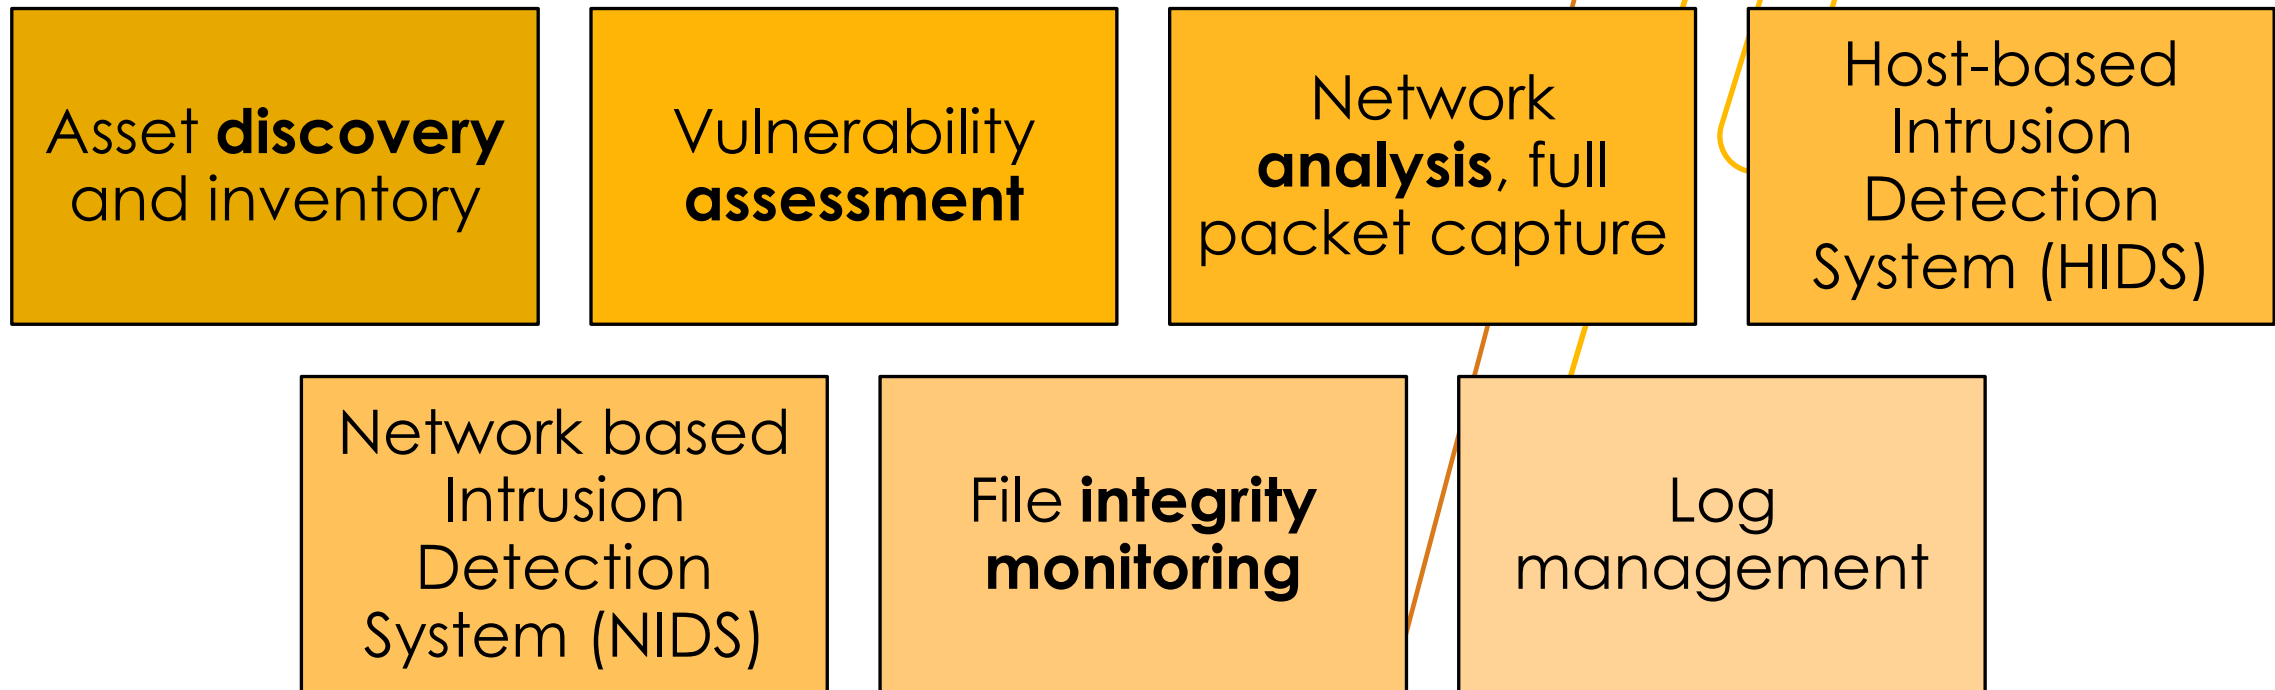 Asset discovery
and inventory
Vulnerability
assessment
Network
analysis, full
packet capture
Host-based
Intrusion
Detection
System (HIDS)
Network based
Intrusion
Detection
System (NIDS)
File integrity
monitoring
Log
management